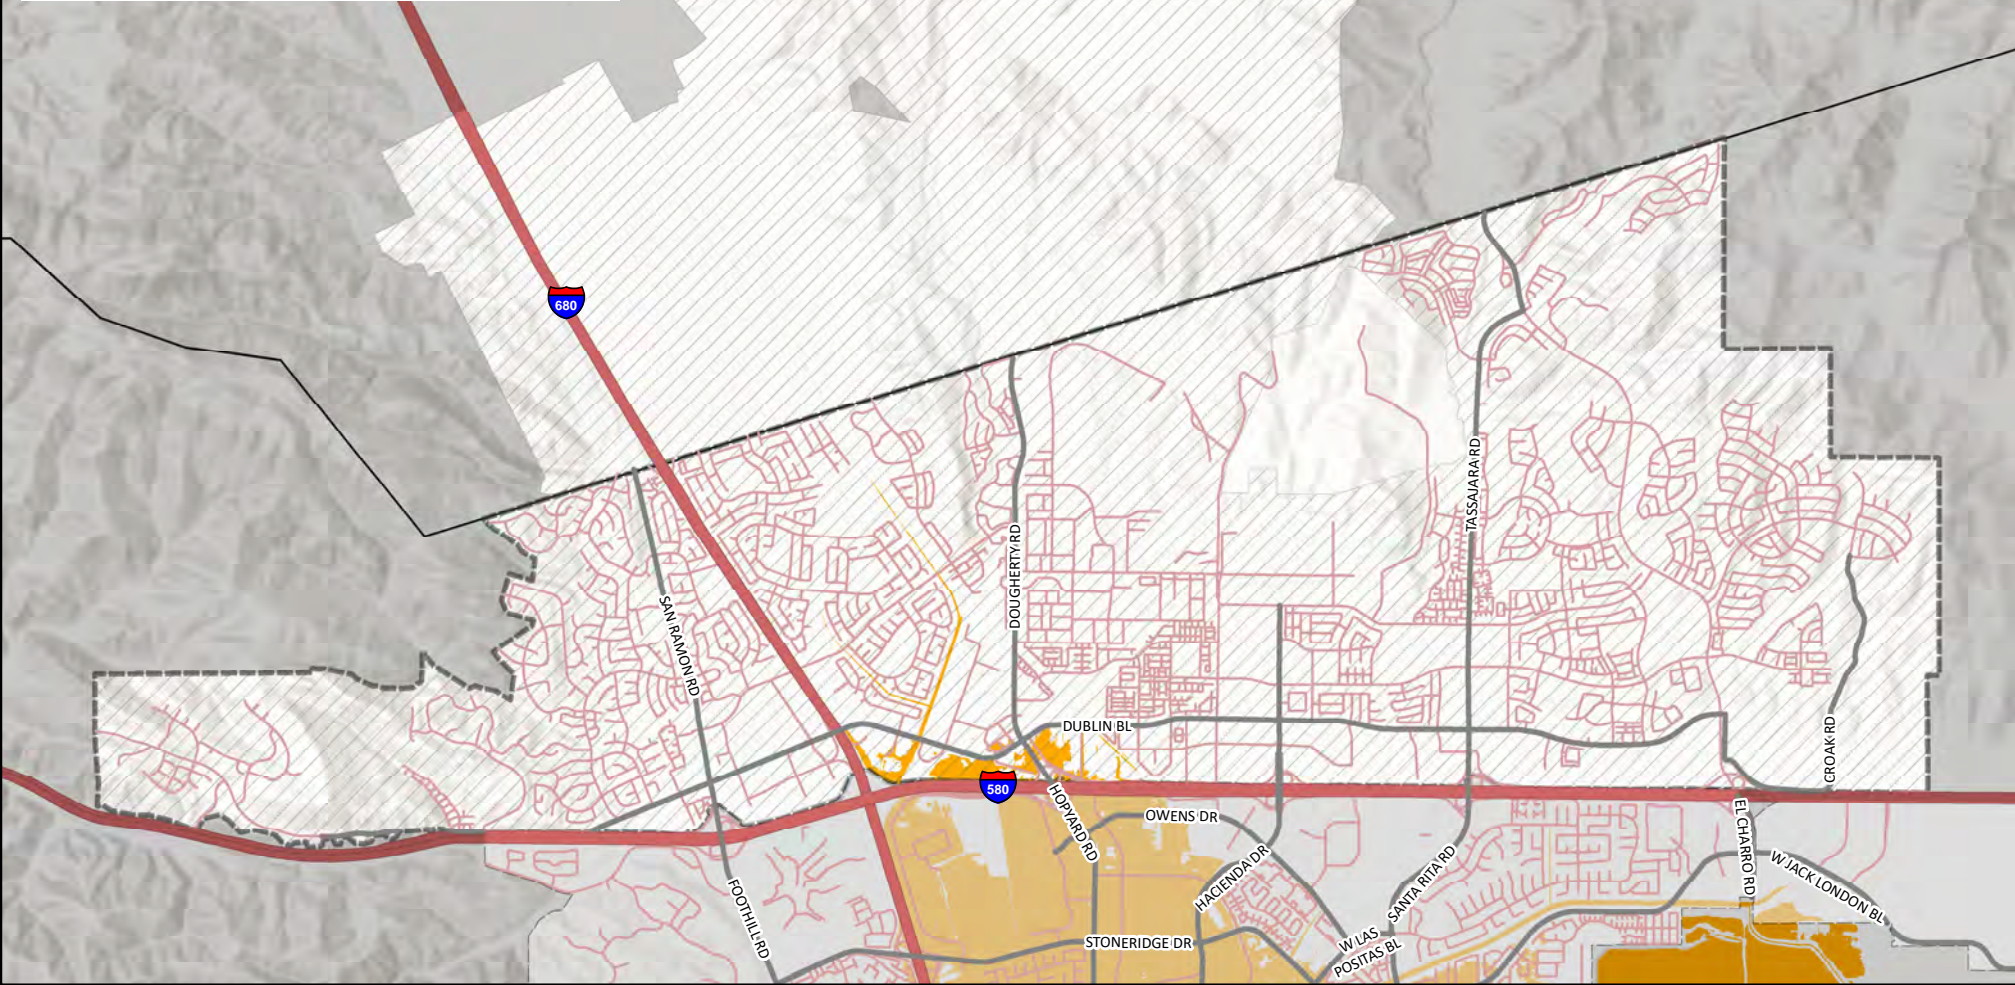 680
TASSAJARA RD
DOUGHERTY RD
SAN RAMON RD
DUBLIN BL
CROAK RD
580
HOPYARD RD
OWENS DR
EL CHARRO RD
HACIENDA DR
SANTA RITA RD
W JACK LONDON BL
FOOTHILL RD
STONERIDGE DR
W LAS
POSITAS BL